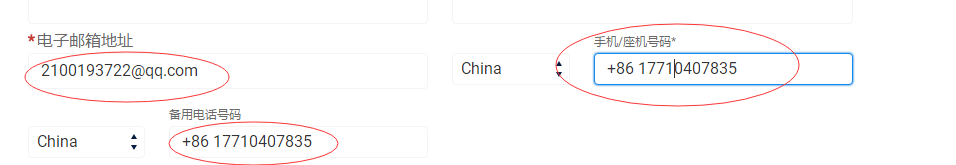 *电子邮箱地址
手机/座机号码*
2100193722@qq.com
China
+86 17710407835
备用电话号码
China
+86 17710407835